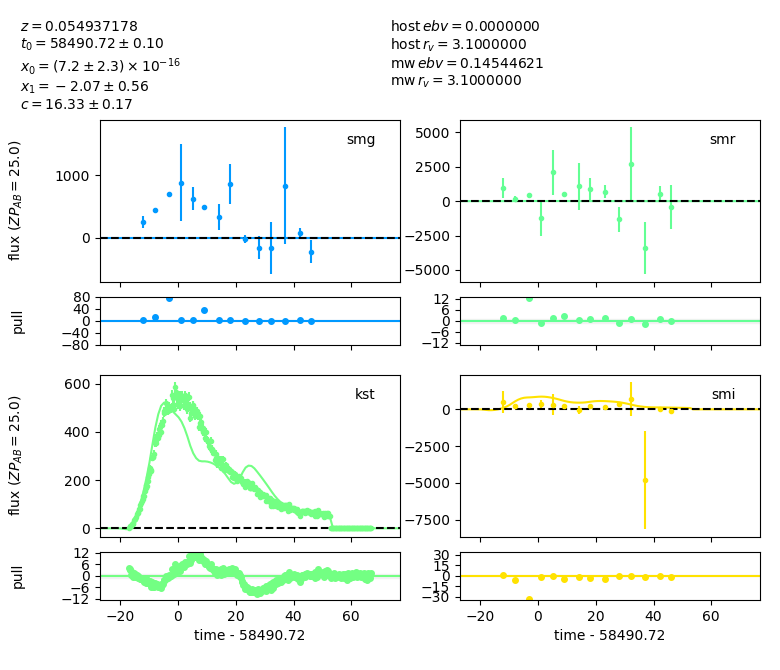 z = 0.054937178
t₀ = 58490.72 ± 0.10
x₀ = (7.2 ± 2.3) × 10⁻¹⁶
x₁ = −2.07 ± 0.56
c = 16.33 ± 0.17
host ebv = 0.0000000
host r_v = 3.1000000
mw ebv = 0.14544621
mw r_v = 3.1000000
flux (ZP_AB = 25.0)
1000
0
smg
5000
2500
0
−2500
−5000
smr
pull
80
40
0
−40
−80
12
6
0
−6
−12
flux (ZP_AB = 25.0)
600
400
200
0
kst
0
−2500
−5000
−7500
smi
pull
12
6
0
−6
−12
30
15
0
−15
−30
−20 0 20 40 60
−20 0 20 40 60
time - 58490.72
time - 58490.72